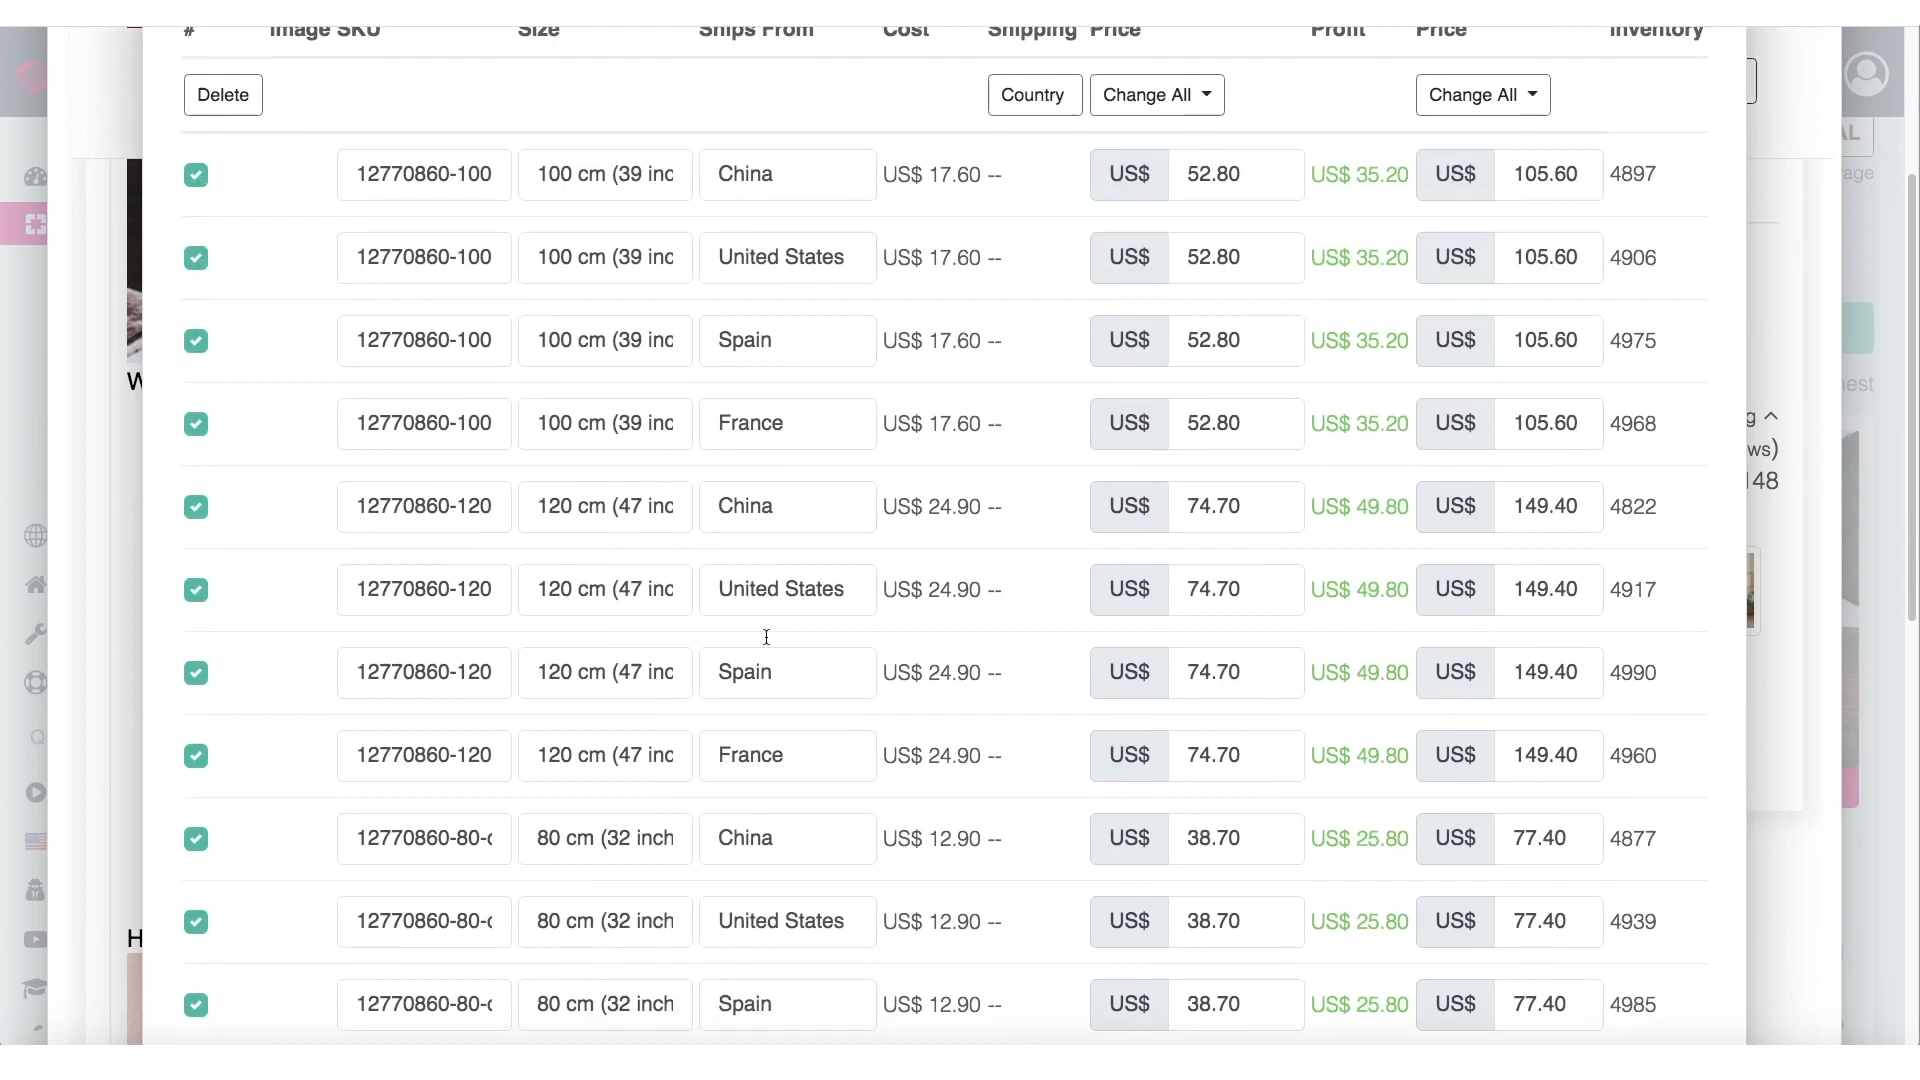 # Image SKU Size Ships From Cost Shipping Price Profit Price Inventory
Delete Country Change All Change All
12770860-100 100 cm (39 inc China US$ 17.60 -- US$ 52.80 US$ 35.20 US$ 105.60 4897
12770860-100 100 cm (39 inc United States US$ 17.60 -- US$ 52.80 US$ 35.20 US$ 105.60 4906
12770860-100 100 cm (39 inc Spain US$ 17.60 -- US$ 52.80 US$ 35.20 US$ 105.60 4975
12770860-100 100 cm (39 inc France US$ 17.60 -- US$ 52.80 US$ 35.20 US$ 105.60 4968
12770860-120 120 cm (47 inc China US$ 24.90 -- US$ 74.70 US$ 49.80 US$ 149.40 4822
12770860-120 120 cm (47 inc United States US$ 24.90 -- US$ 74.70 US$ 49.80 US$ 149.40 4917
12770860-120 120 cm (47 inc Spain US$ 24.90 -- US$ 74.70 US$ 49.80 US$ 149.40 4990
12770860-120 120 cm (47 inc France US$ 24.90 -- US$ 74.70 US$ 49.80 US$ 149.40 4960
12770860-80-c 80 cm (32 inch China US$ 12.90 -- US$ 38.70 US$ 25.80 US$ 77.40 4877
12770860-80-c 80 cm (32 inch United States US$ 12.90 -- US$ 38.70 US$ 25.80 US$ 77.40 4939
12770860-80-c 80 cm (32 inch Spain US$ 12.90 -- US$ 38.70 US$ 25.80 US$ 77.40 4985